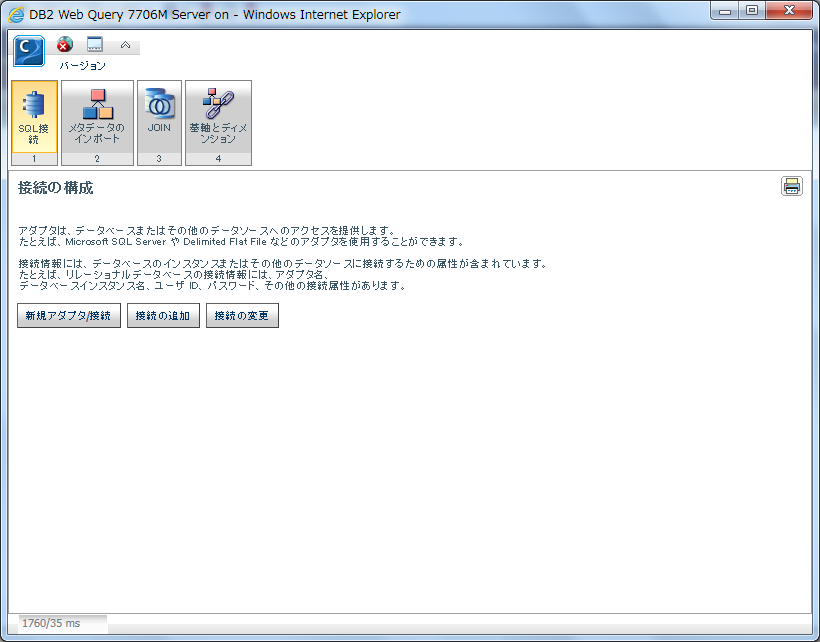 DB2 Web Query 7706M Server on - Windows Internet Explorer
C
バージョン
SQL接
続
1
メタデータの
インポート
2
JOIN
3
基軸とディメ
ンション
4
接続の構成
アダプタは、データベースまたはその他のデータソースへのアクセスを提供します。
たとえば、Microsoft SQL Server や Delimited Flat File などのアダプタを使用することができます。
接続情報には、データベースのインスタンスまたはその他のデータソースに接続するための属性が含まれています。
たとえば、リレーショナルデータベースの接続情報には、アダプタ名、
データベースインスタンス名、ユーザ ID、パスワード、その他の接続属性があります。
新規アダプタ/接続
接続の追加
接続の変更
1760/35 ms